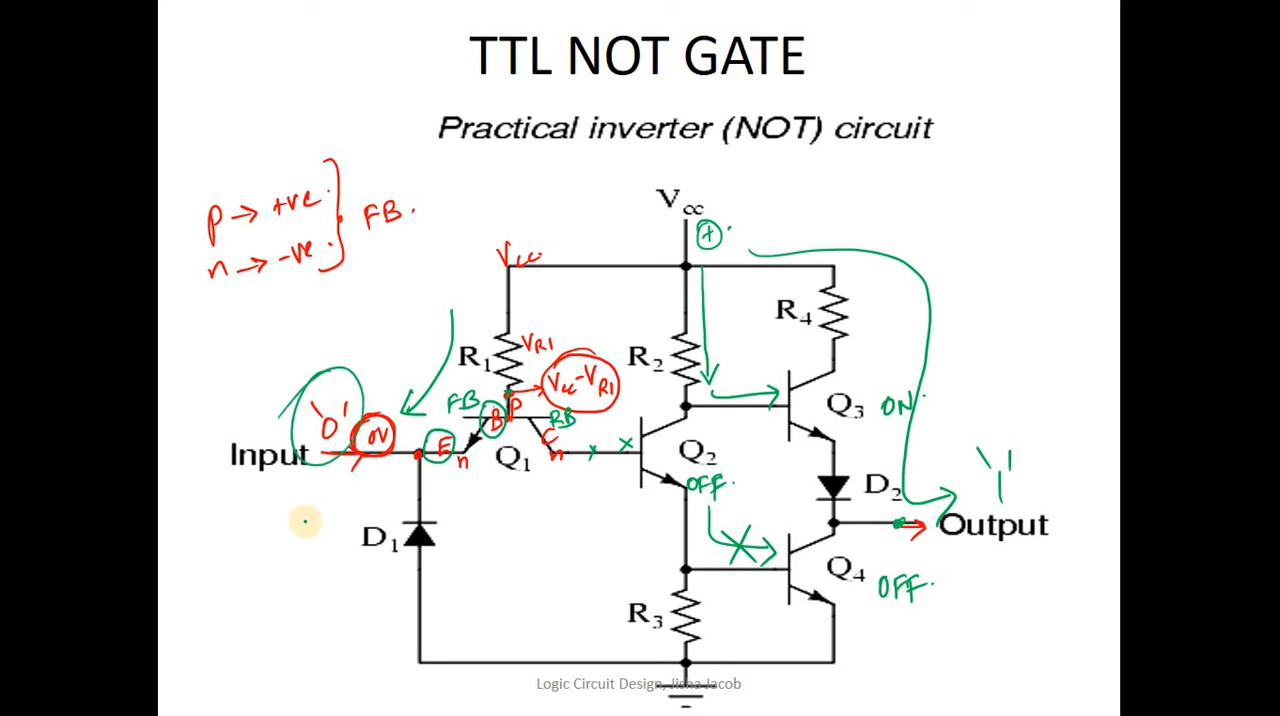 TTL NOT GATE
Practical inverter (NOT) circuit
p → +ve
n → -ve
FB.
Vcc
+
Vcc
R4
R1
VR1
R2
Vcc - VR1
FB
B
P
RB
Q3
ON
'0'
0V
E
C
Input
n
Q1
n
Q2
OFF
D2
'1'
Output
D1
Q4
OFF
R3
Logic Circuit Design, Jisha Jacob